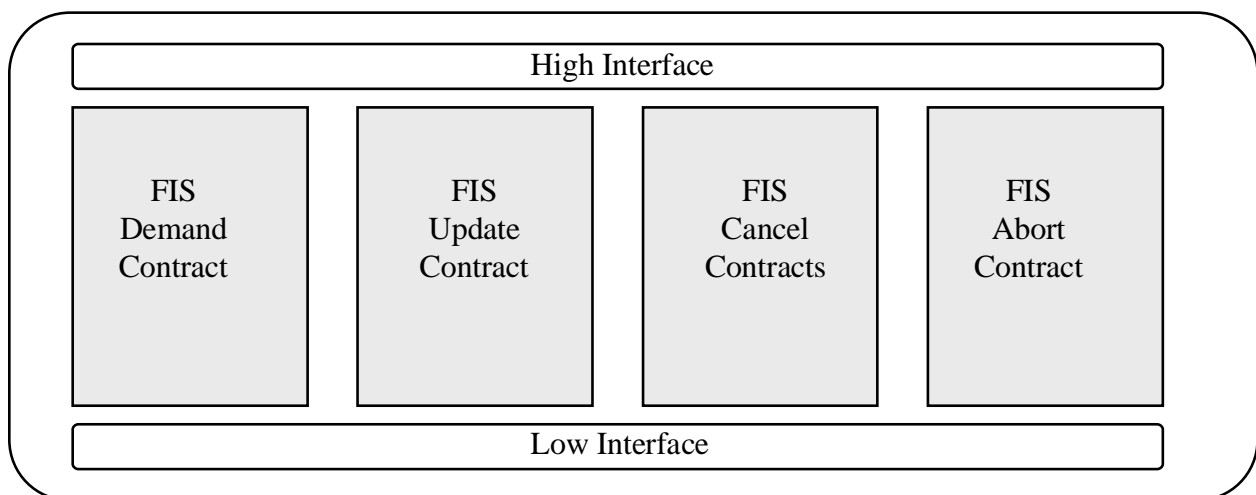 High Interface
FIS
Demand
Contract
FIS
Update
Contract
FIS
Cancel
Contracts
FIS
Abort
Contract
Low Interface